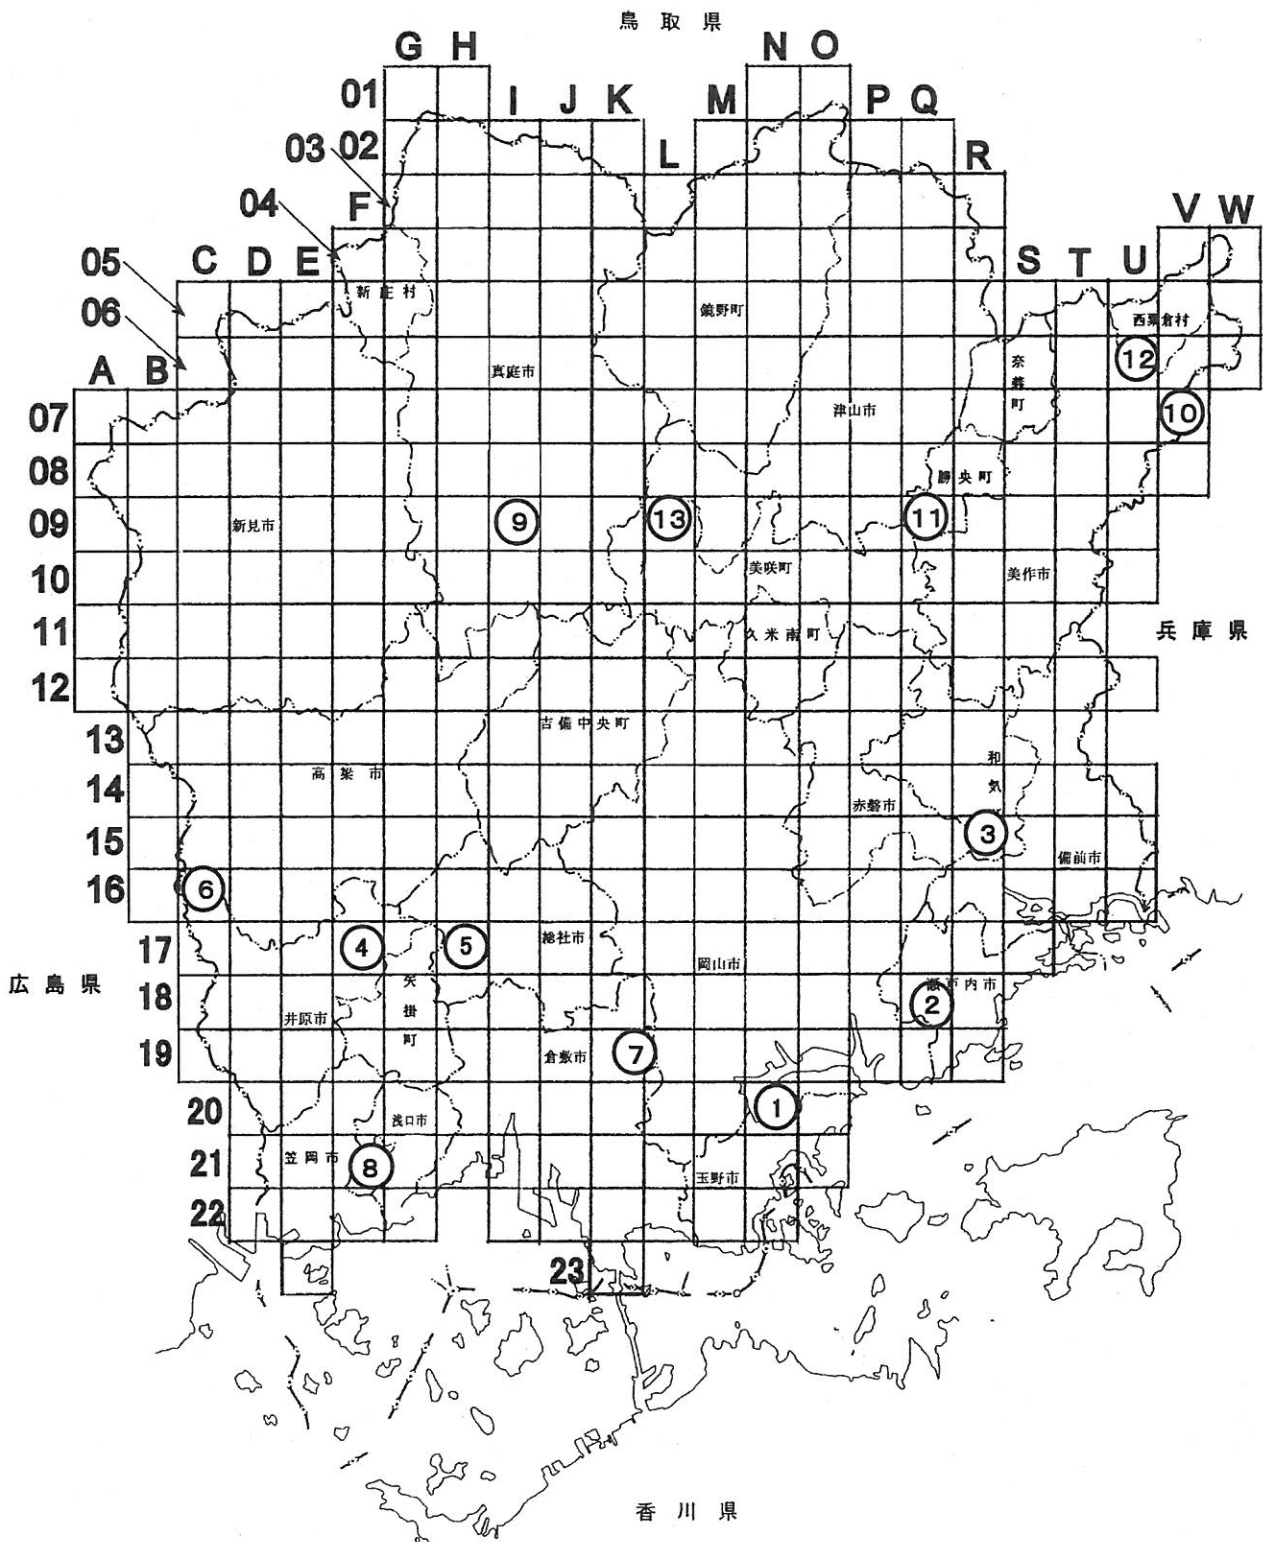 鳥取県
G H N O
01 I J K M P Q
03 02 L R
04 F V W
05 C D E S T U
新庄村
鏡野町
西粟倉村
06
真庭市
奈義町
⑫
A B
07
津山市
⑩
08
勝央町
09
新見市
⑨
⑬
⑪
10
美咲町
美作市
11
久米南町
兵庫県
12
13
吉備中央町
和気
14
高梁市
赤磐市
15
③
備前市
16
⑥
17
④
⑤
総社市
岡山市
広島県
18
矢掛町
②
瀬戸内市
井原市
19
倉敷市
⑦
20
浅口市
①
21
笠岡市
⑧
玉野市
22
23
香川県